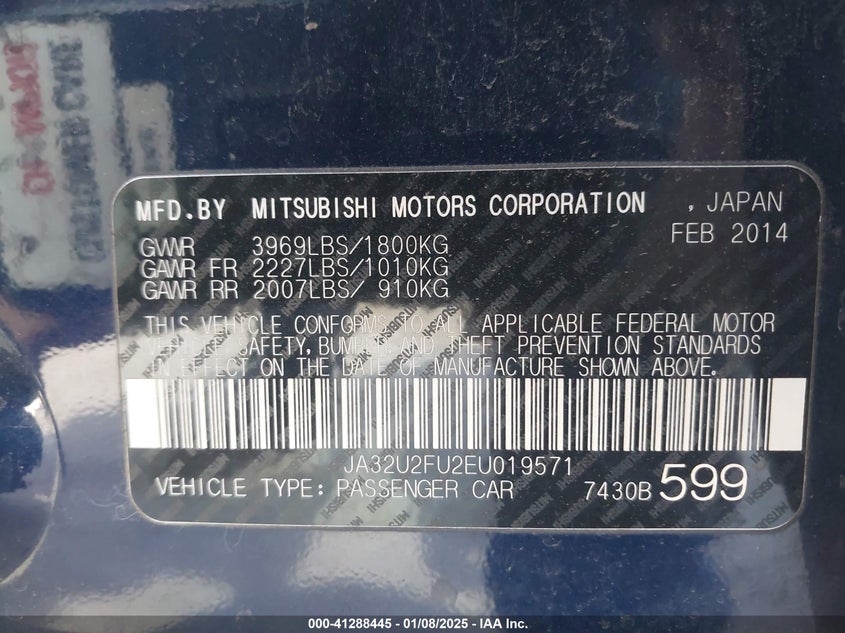 MFD.BY MITSUBISHI MOTORS CORPORATION , JAPAN
FEB 2014
GVWR 3969LBS/1800KG
GAWR FR 2227LBS/1010KG
GAWR RR 2007LBS/ 910KG
THIS VEHICLE CONFORMS TO ALL APPLICABLE FEDERAL MOTOR
VEHICLE SAFETY, BUMPER, AND THEFT PREVENTION STANDARDS
IN EFFECT ON THE DATE OF MANUFACTURE SHOWN ABOVE.
JA32U2FU2EU019571
VEHICLE TYPE: PASSENGER CAR 7430B 599
000-41288445 - 01/08/2025 - IAA Inc.